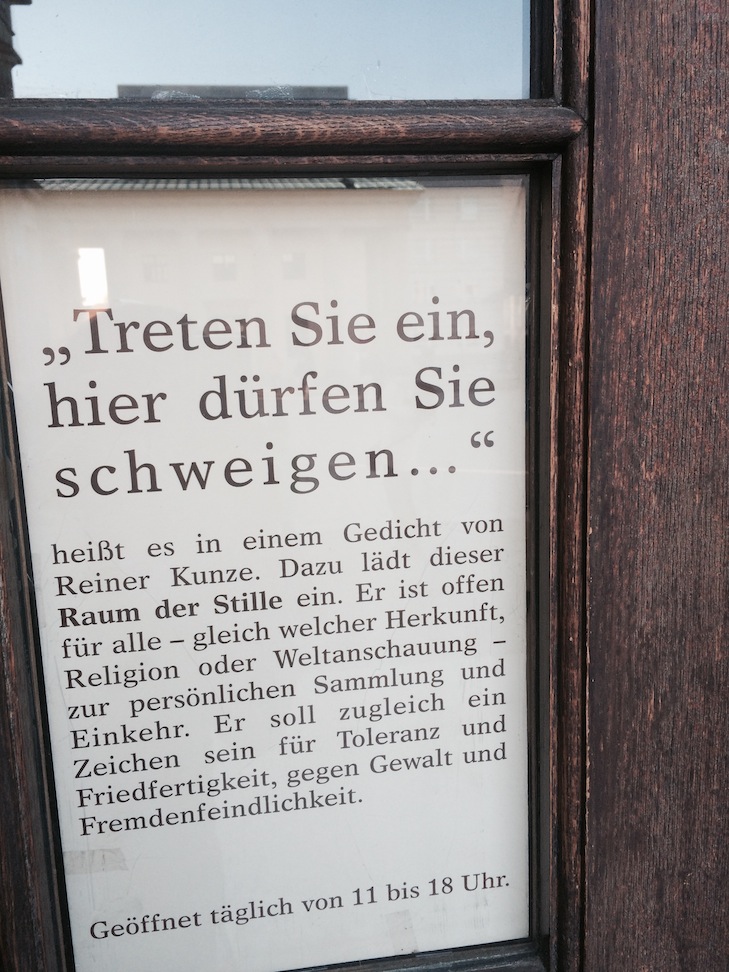 „Treten Sie ein,
hier dürfen Sie
schweigen...“
heißt es in einem Gedicht von
Reiner Kunze. Dazu lädt dieser
Raum der Stille ein. Er ist offen
für alle – gleich welcher Herkunft,
Religion oder Weltanschauung –
zur persönlichen Sammlung und
Einkehr. Er soll zugleich ein
Zeichen sein für Toleranz und
Friedfertigkeit, gegen Gewalt und
Fremdenfeindlichkeit.
Geöffnet täglich von 11 bis 18 Uhr.